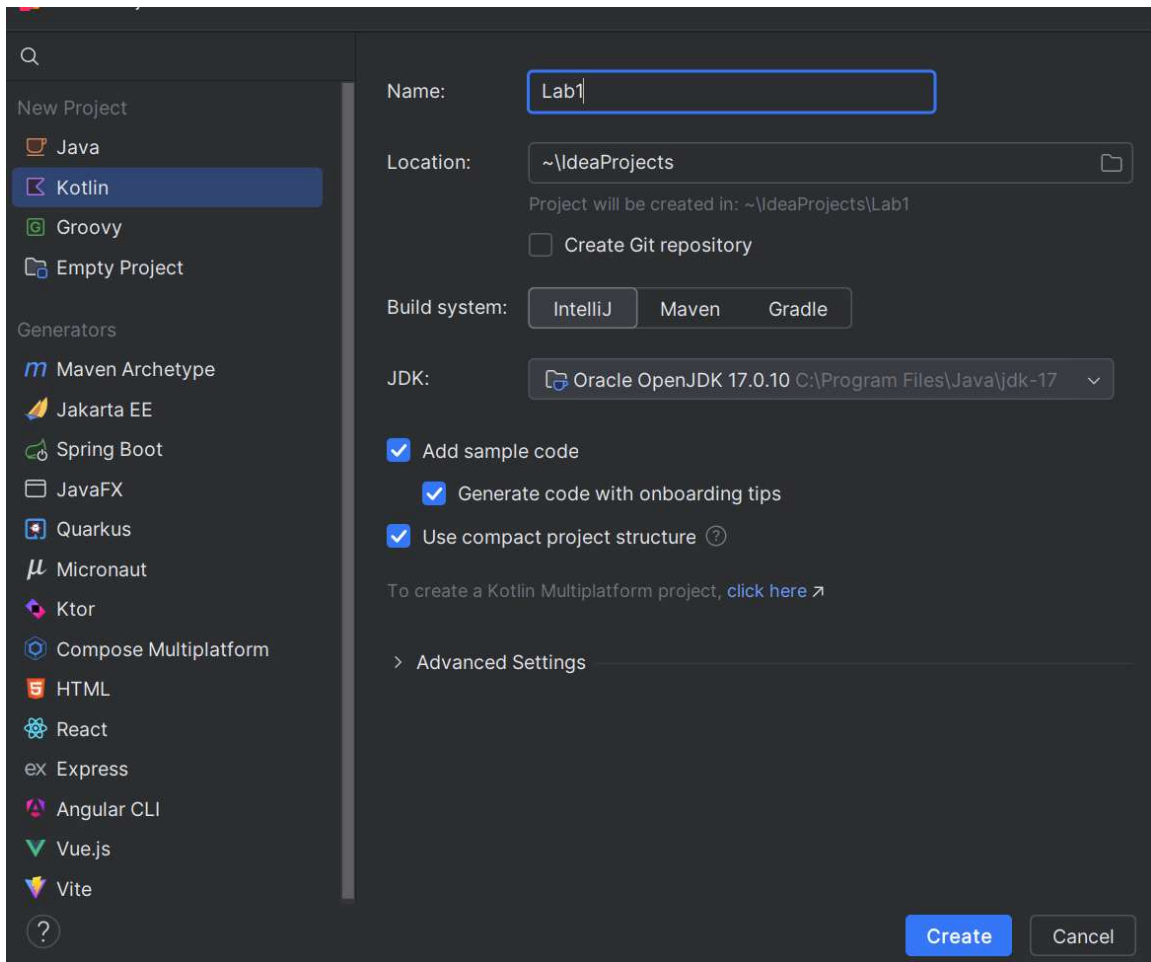 New Project
Java
Kotlin
Groovy
Empty Project
Generators
Maven Archetype
Jakarta EE
Spring Boot
JavaFX
Quarkus
Micronaut
Ktor
Compose Multiplatform
HTML
React
ex Express
Angular CLI
Vue.js
Vite
Name: Lab1
Location: ~\IdeaProjects
Project will be created in: ~\IdeaProjects\Lab1
Create Git repository
Build system: IntelliJ Maven Gradle
JDK: Oracle OpenJDK 17.0.10 C:\Program Files\Java\jdk-17
Add sample code
Generate code with onboarding tips
Use compact project structure ?
To create a Kotlin Multiplatform project, click here ↗
> Advanced Settings
?
Create Cancel